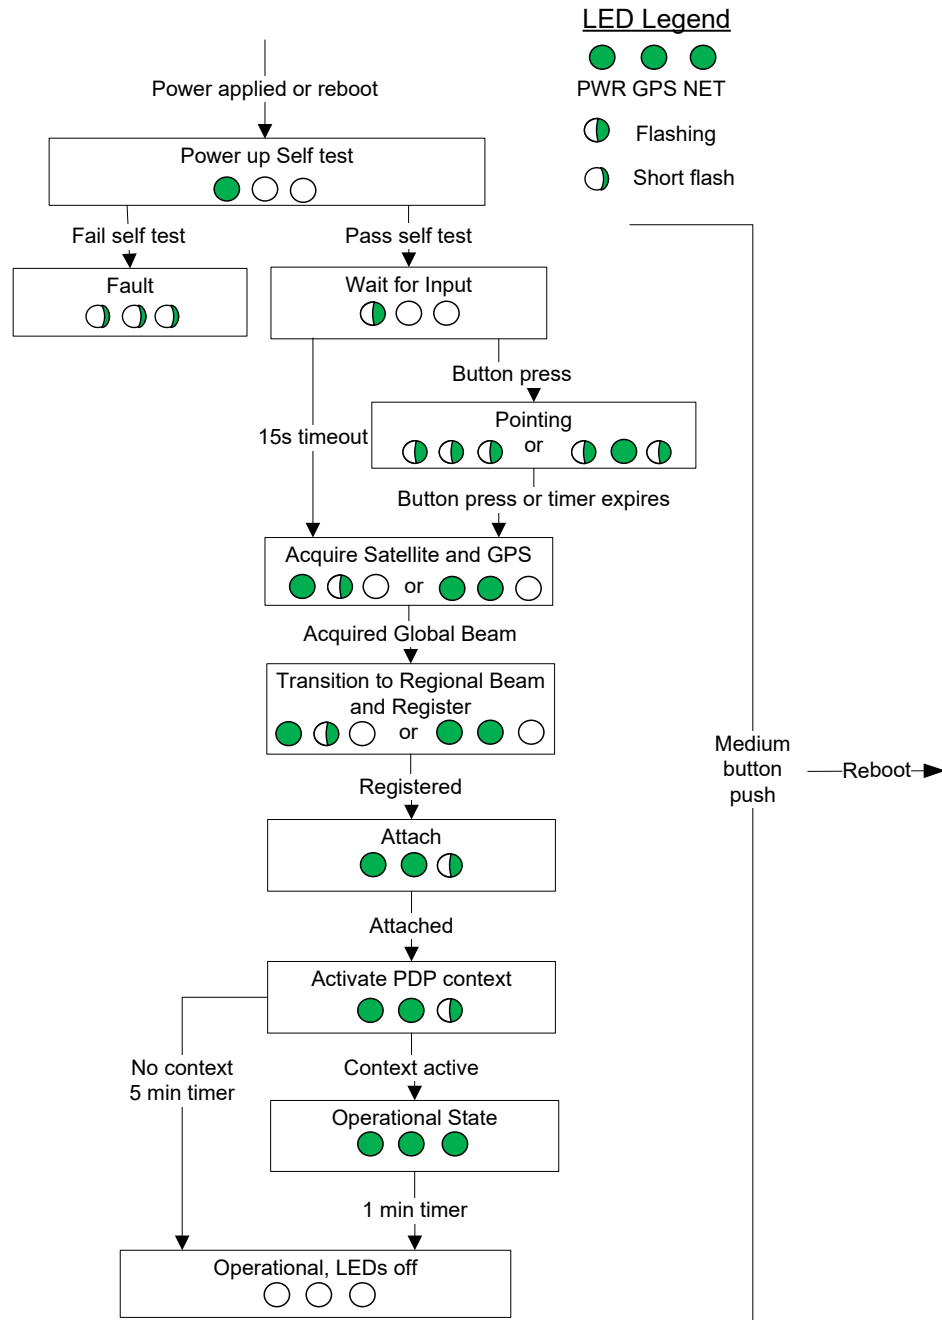 LED Legend
PWR GPS NET
Flashing
Short flash
Power applied or reboot
Power up Self test
Fail self test
Pass self test
Fault
Wait for Input
Button press
15s timeout
Pointing
or
Button press or timer expires
Acquire Satellite and GPS
or
Acquired Global Beam
Transition to Regional Beam
and Register
or
Registered
Attach
Attached
Activate PDP context
No context
5 min timer
Context active
Operational State
1 min timer
Operational, LEDs off
Medium
button
push
Reboot